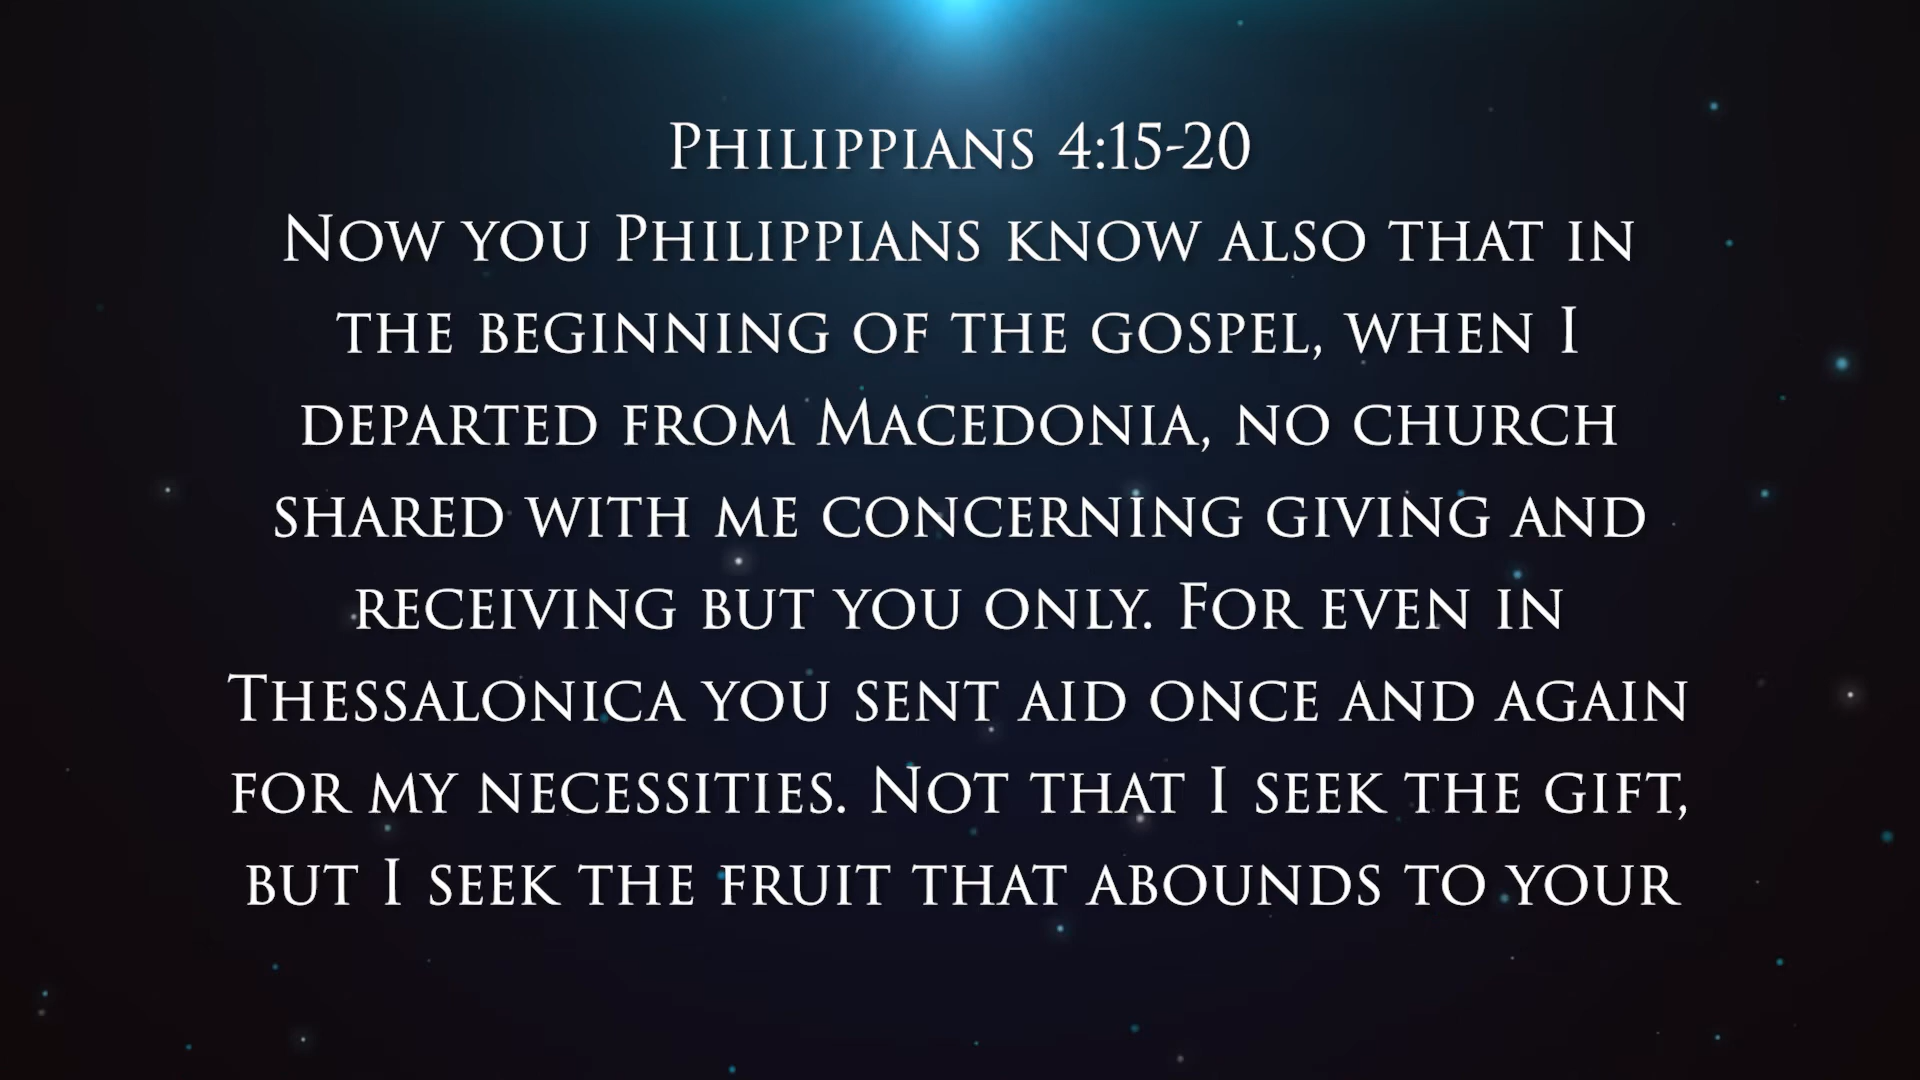 Philippians 4:15-20
Now you Philippians know also that in
the beginning of the gospel, when I
departed from Macedonia, no church
shared with me concerning giving and
receiving but you only. For even in
Thessalonica you sent aid once and again
for my necessities. Not that I seek the gift,
but I seek the fruit that abounds to your